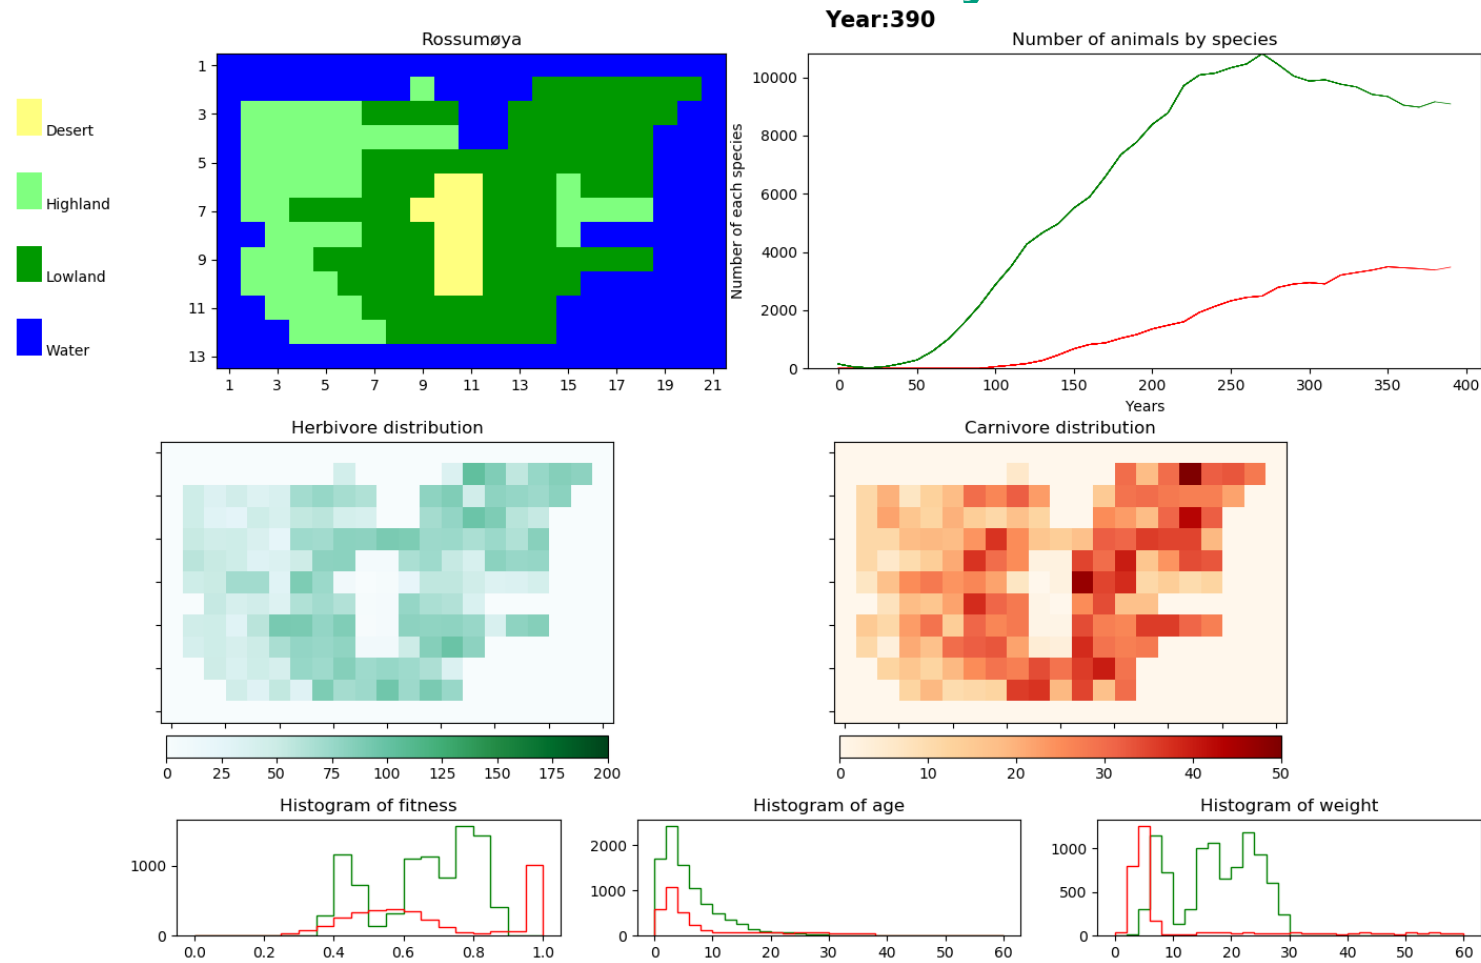 Year:390
Rossumøya
Number of animals by species
Desert
Highland
Lowland
Water
1
3
5
7
9
11
13
1 3 5 7 9 11 13 15 17 19 21
Number of each species
10000
8000
6000
4000
2000
0
0 50 100 150 200 250 300 350 400
Years
Herbivore distribution
Carnivore distribution
0 25 50 75 100 125 150 175 200
0 10 20 30 40 50
Histogram of fitness
Histogram of age
Histogram of weight
1000
0
0.0 0.2 0.4 0.6 0.8 1.0
2000
1000
0
0 10 20 30 40 50 60
1000
500
0
0 10 20 30 40 50 60